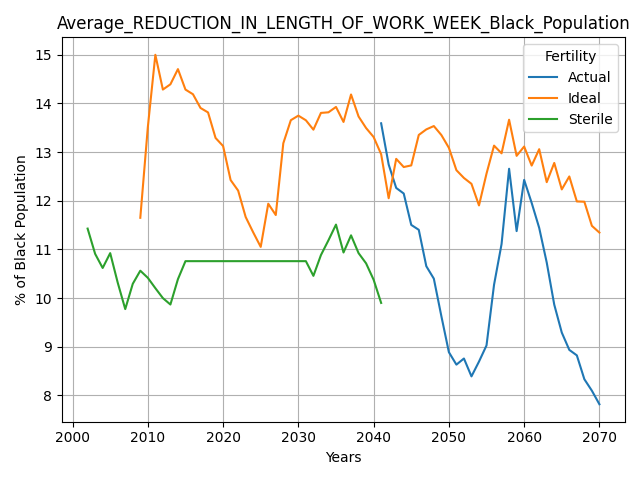 Average_REDUCTION_IN_LENGTH_OF_WORK_WEEK_Black_Population
Fertility
Actual
Ideal
Sterile
% of Black Population
15
14
13
12
11
10
9
8
2000 2010 2020 2030 2040 2050 2060 2070
Years